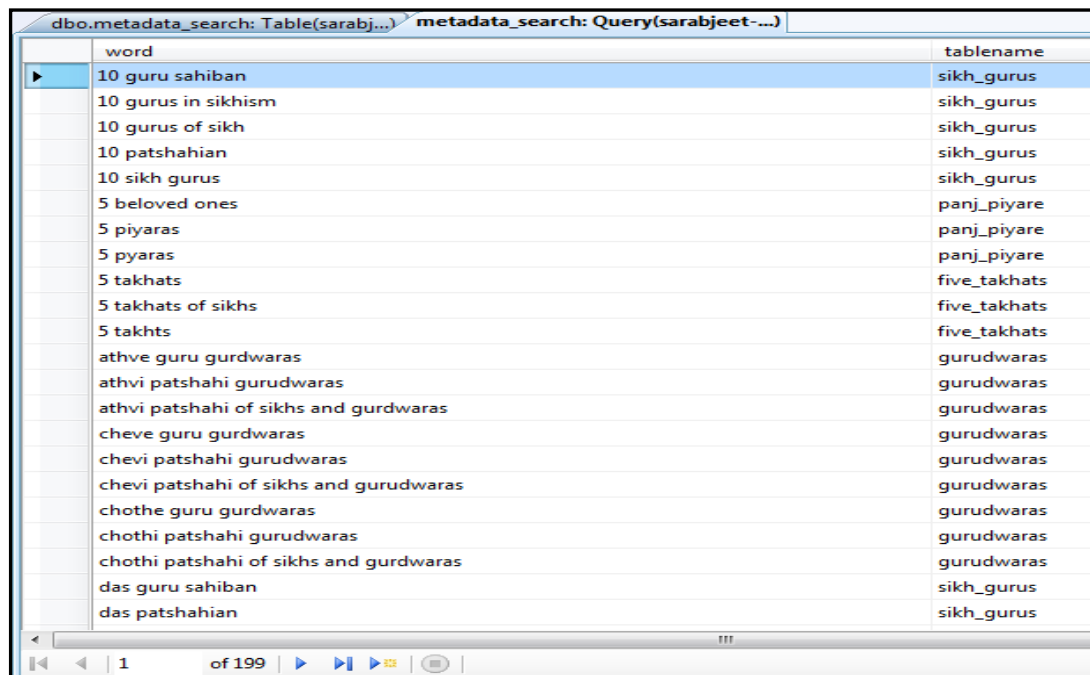 dbo.metadata_search: Table(sarabj...) metadata_search: Query(sarabjeet-...)
word tablename
10 guru sahiban sikh_gurus
10 gurus in sikhism sikh_gurus
10 gurus of sikh sikh_gurus
10 patshahian sikh_gurus
10 sikh gurus sikh_gurus
5 beloved ones panj_piyare
5 piyaras panj_piyare
5 pyaras panj_piyare
5 takhats five_takhats
5 takhats of sikhs five_takhats
5 takhts five_takhats
athve guru gurdwaras gurudwaras
athvi patshahi gurudwaras gurudwaras
athvi patshahi of sikhs and gurdwaras gurudwaras
cheve guru gurdwaras gurudwaras
chevi patshahi gurudwaras gurudwaras
chevi patshahi of sikhs and gurudwaras gurudwaras
chothe guru gurdwaras gurudwaras
chothi patshahi gurudwaras gurudwaras
chothi patshahi of sikhs and gurdwaras gurudwaras
das guru sahiban sikh_gurus
das patshahian sikh_gurus
1 of 199